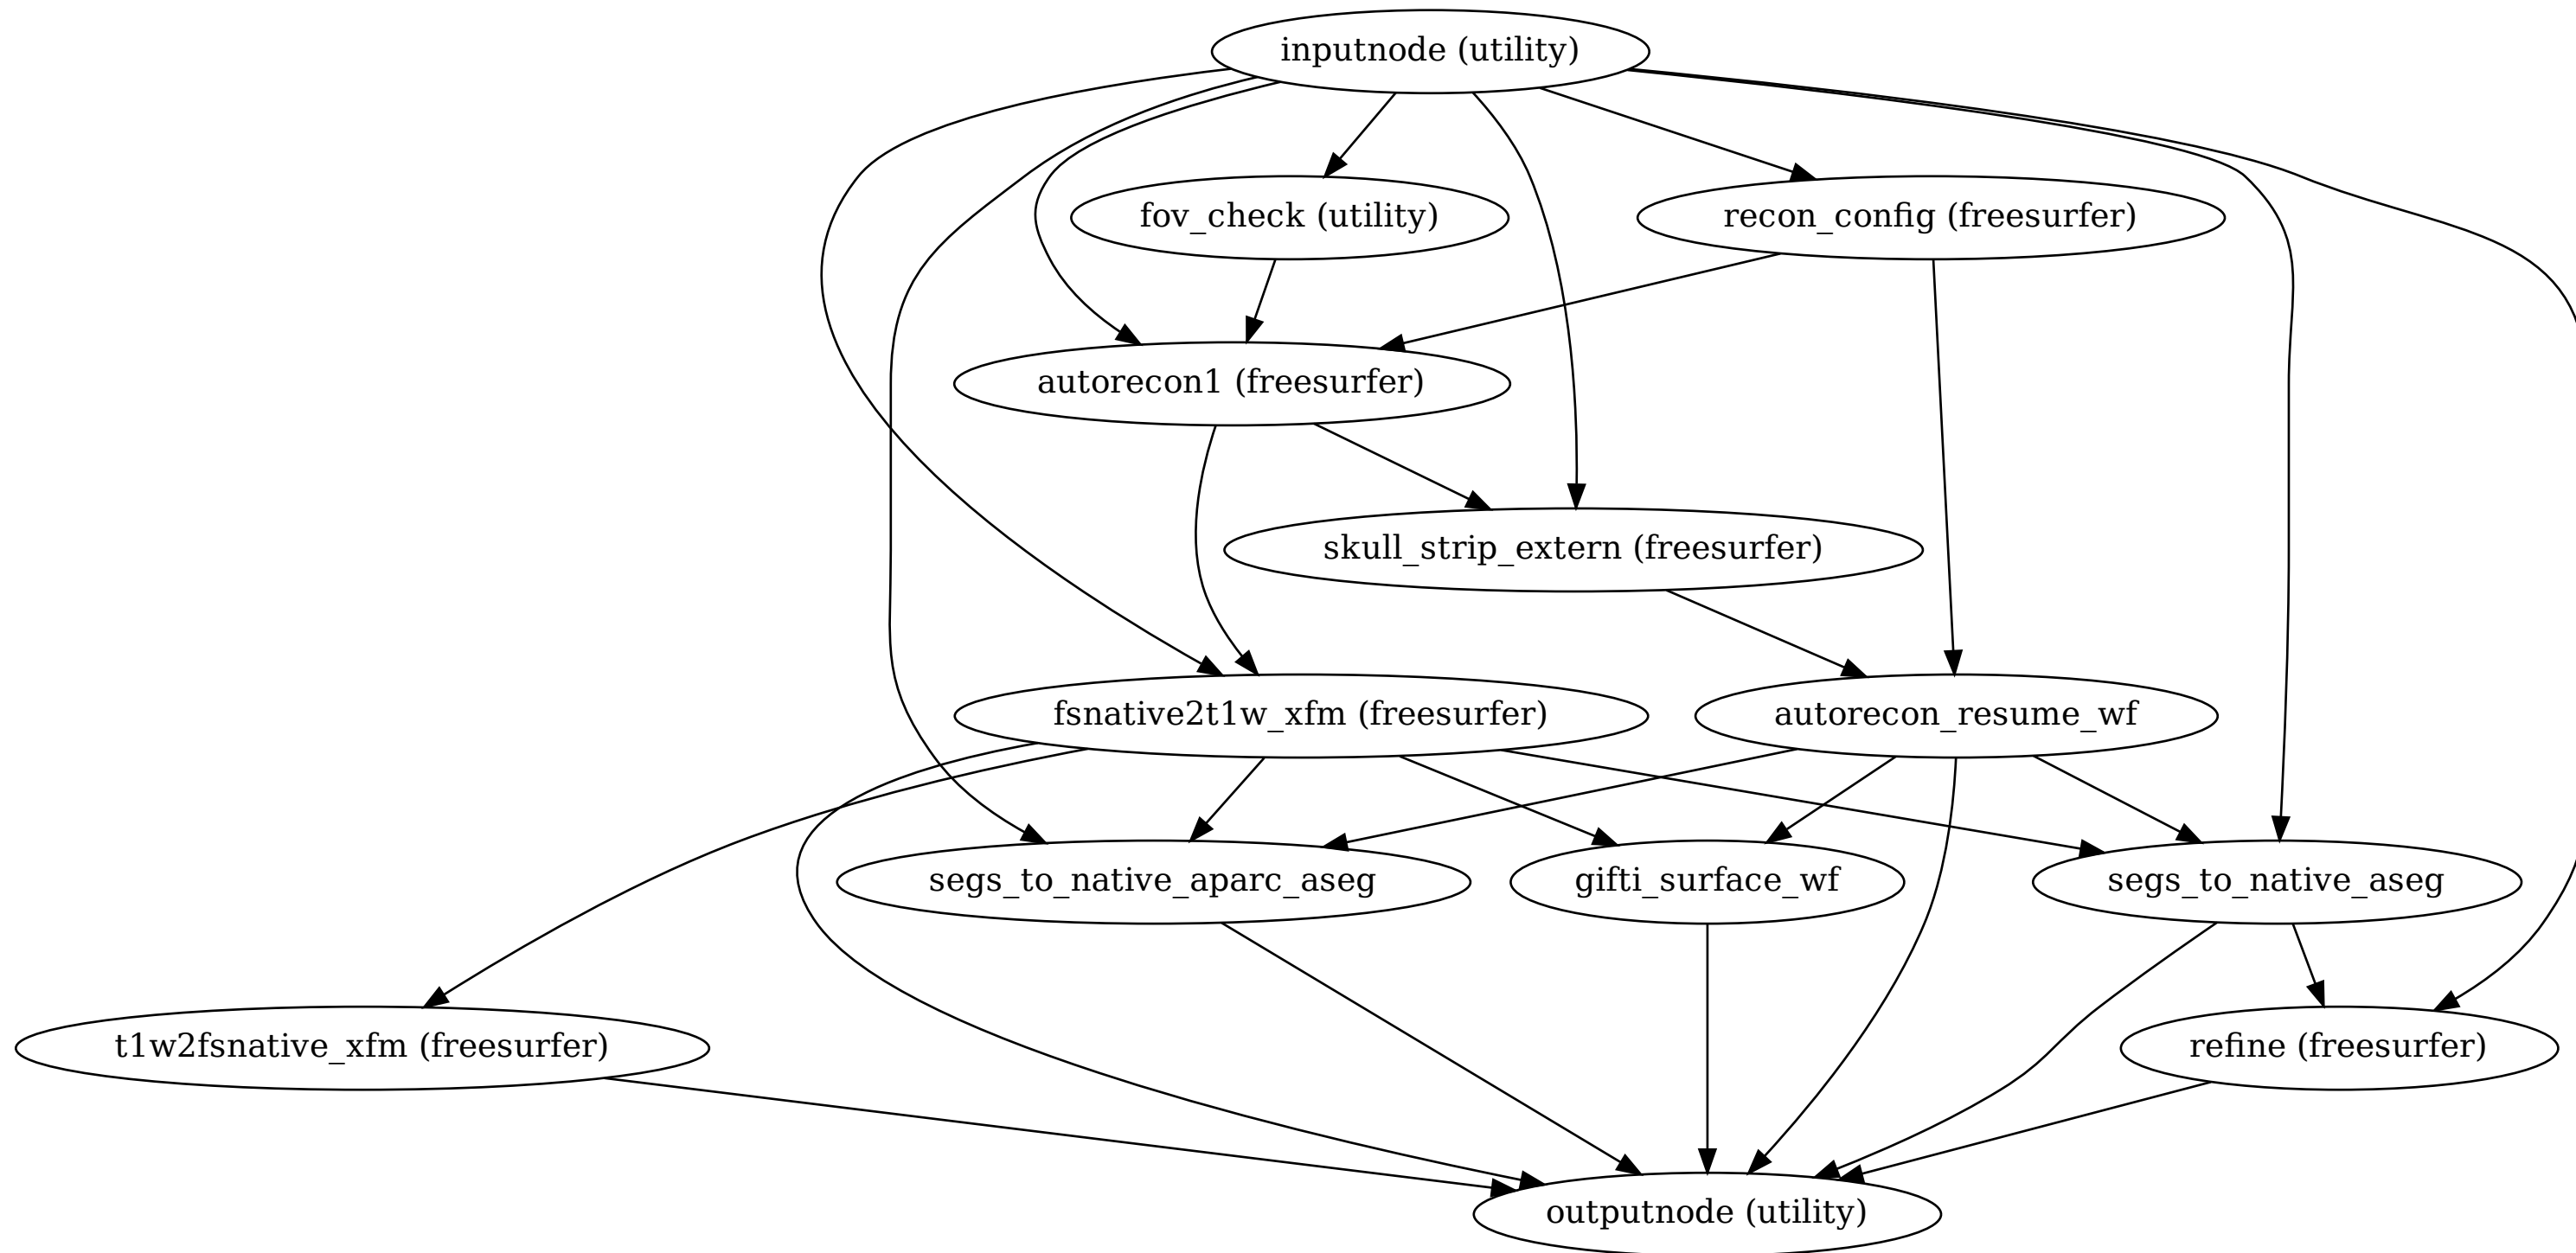 inputnode (utility)
fov_check (utility)
recon_config (freesurfer)
autorecon1 (freesurfer)
skull_strip_extern (freesurfer)
fsnative2t1w_xfm (freesurfer)
autorecon_resume_wf
segs_to_native_aparc_aseg
gifti_surface_wf
segs_to_native_aseg
t1w2fsnative_xfm (freesurfer)
refine (freesurfer)
outputnode (utility)